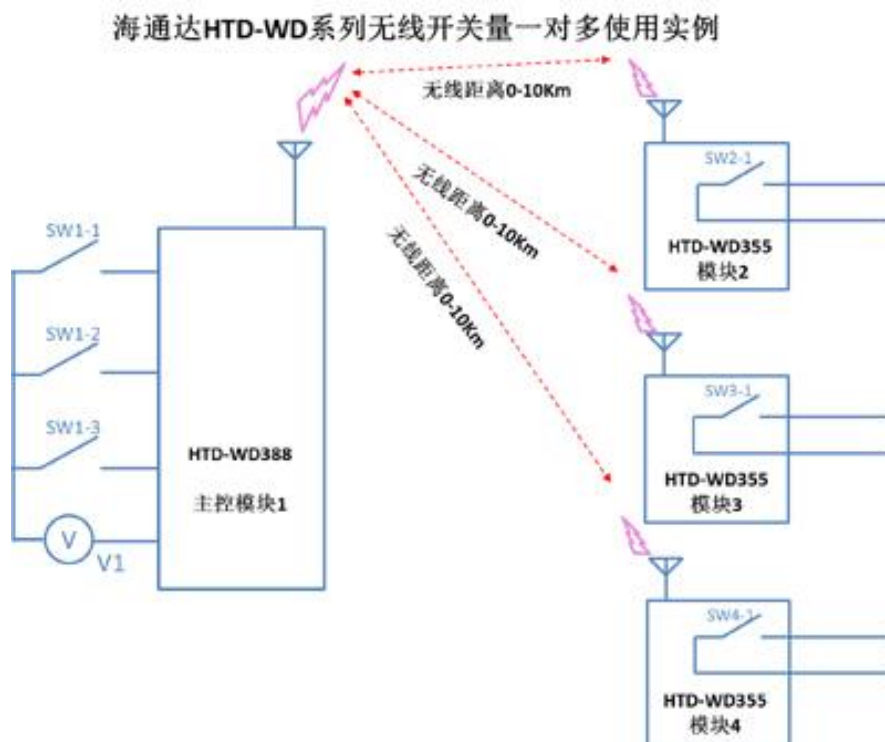 海通达HTD-WD系列无线开关量一对多使用实例
无线距离0-10Km
无线距离0-10Km
无线距离0-10Km
SW1-1
SW1-2
SW1-3
V
V1
HTD-WD388
主控模块1
SW2-1
HTD-WD355
模块2
SW3-1
HTD-WD355
模块3
SW4-1
HTD-WD355
模块4